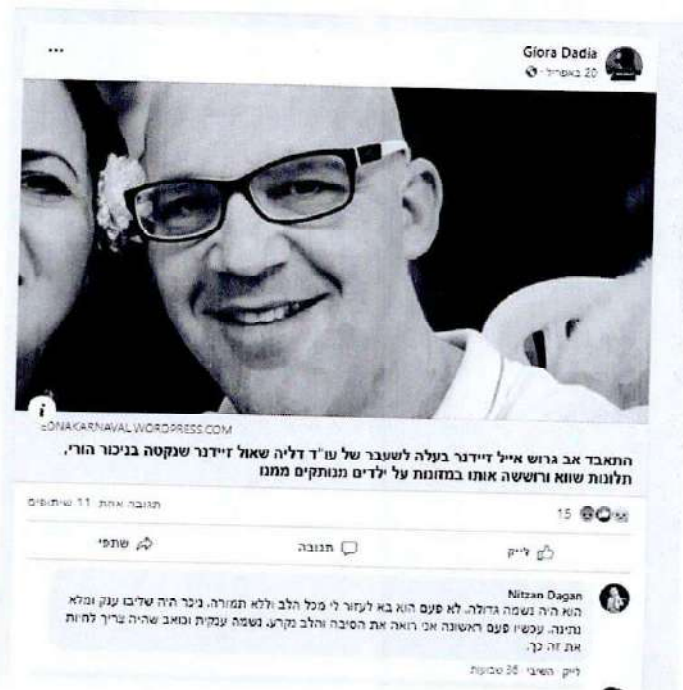 Giora Dadia
20 באפריל ·
EDNAKARNAVAL.WORDPRESS.COM
התאבד אב גרוש אייל זיידנר בעלה לשעבר של עו"ד דליה שאול זיידנר שנקטה בניכור הורי,
תלונות שווא ורוששה אותו במזונות על ילדים מנותקים ממנו
15
תגובה אחת 11 שיתופים
לייק
תגובה
שתפי
Nitzan Dagan
הוא היה נשמה גדולה. לא פעם הוא בא לעזור לי מכל הלב וללא תמורה. ניכר היה שליבו ענק ומלא
נתינה. עכשיו פעם ראשונה אני רואה את הסיבה והלב נקרע. נשמה ענקית וכואב שהיה צריך לחיות
את זה כך.
לייק · השיבי · 36 שבועות